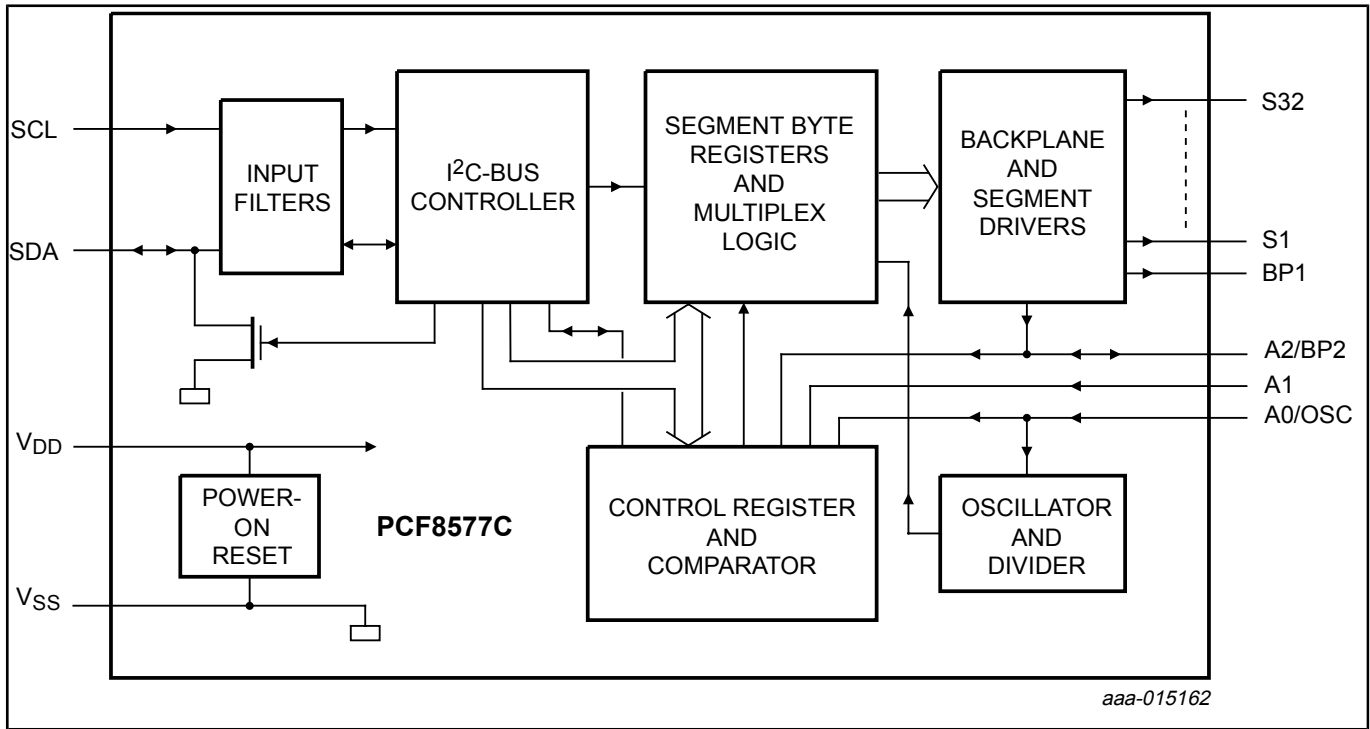 SCL
SDA
VDD
VSS
INPUT
FILTERS
I²C-BUS
CONTROLLER
SEGMENT BYTE
REGISTERS
AND
MULTIPLEX
LOGIC
BACKPLANE
AND
SEGMENT
DRIVERS
S32
S1
BP1
A2/BP2
A1
A0/OSC
POWER-
ON
RESET
PCF8577C
CONTROL REGISTER
AND
COMPARATOR
OSCILLATOR
AND
DIVIDER
aaa-015162